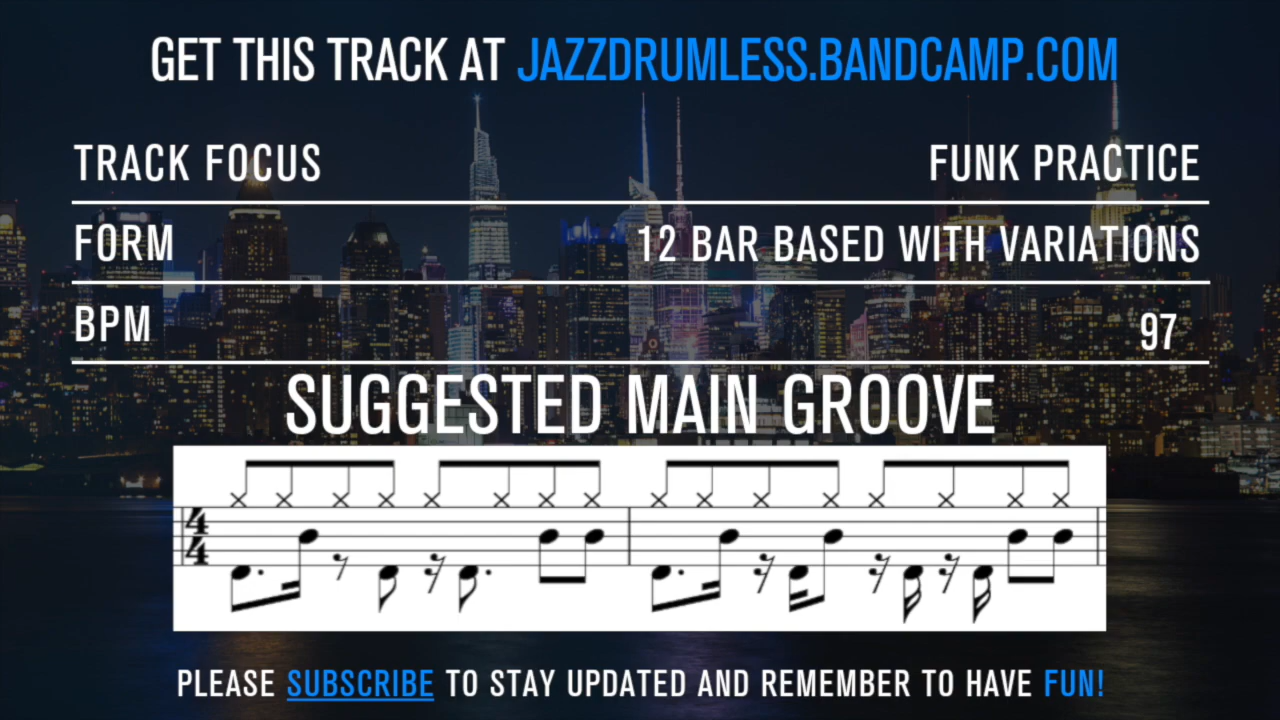 GET THIS TRACK AT JAZZDRUMLESS.BANDCAMP.COM
TRACK FOCUS FUNK PRACTICE
FORM 12 BAR BASED WITH VARIATIONS
BPM 97
SUGGESTED MAIN GROOVE
4
4
PLEASE SUBSCRIBE TO STAY UPDATED AND REMEMBER TO HAVE FUN!